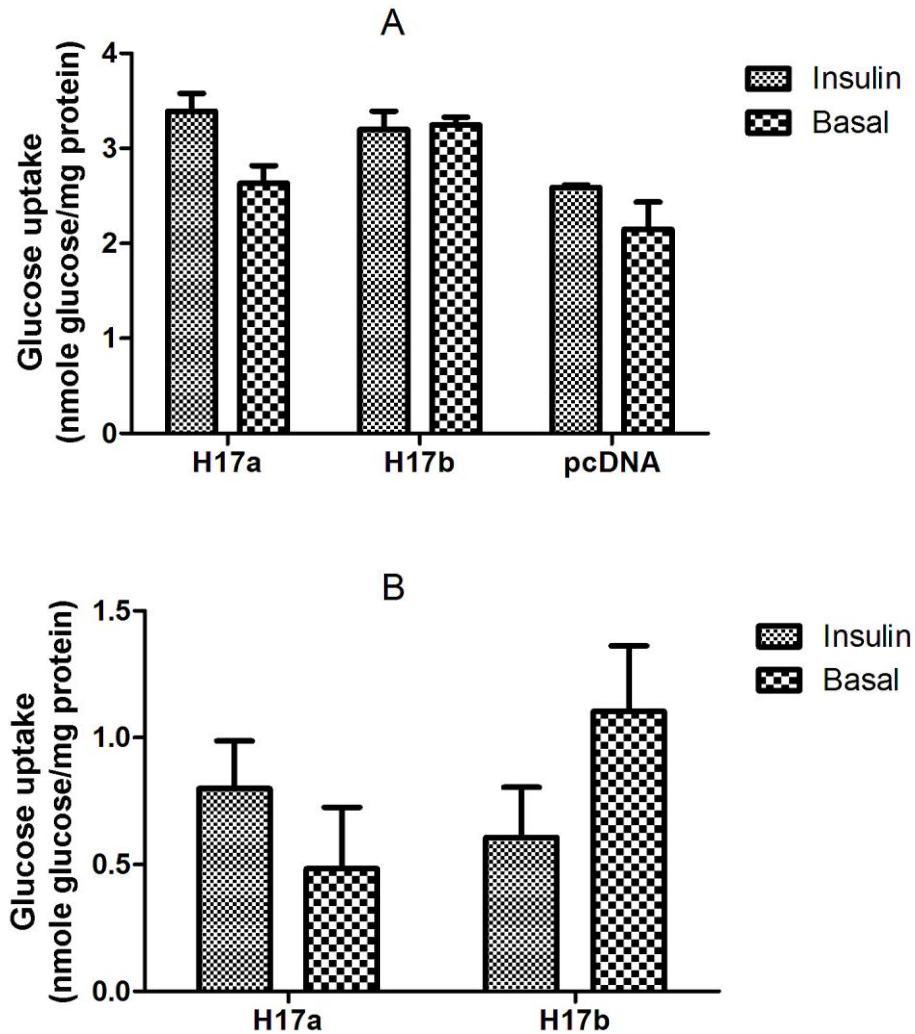 A
Glucose uptake
(nmole glucose/mg protein)
4
3
2
1
0
H17a
H17b
pcDNA
Insulin
Basal
B
Glucose uptake
(nmole glucose/mg protein)
1.5
1.0
0.5
0.0
H17a
H17b
Insulin
Basal